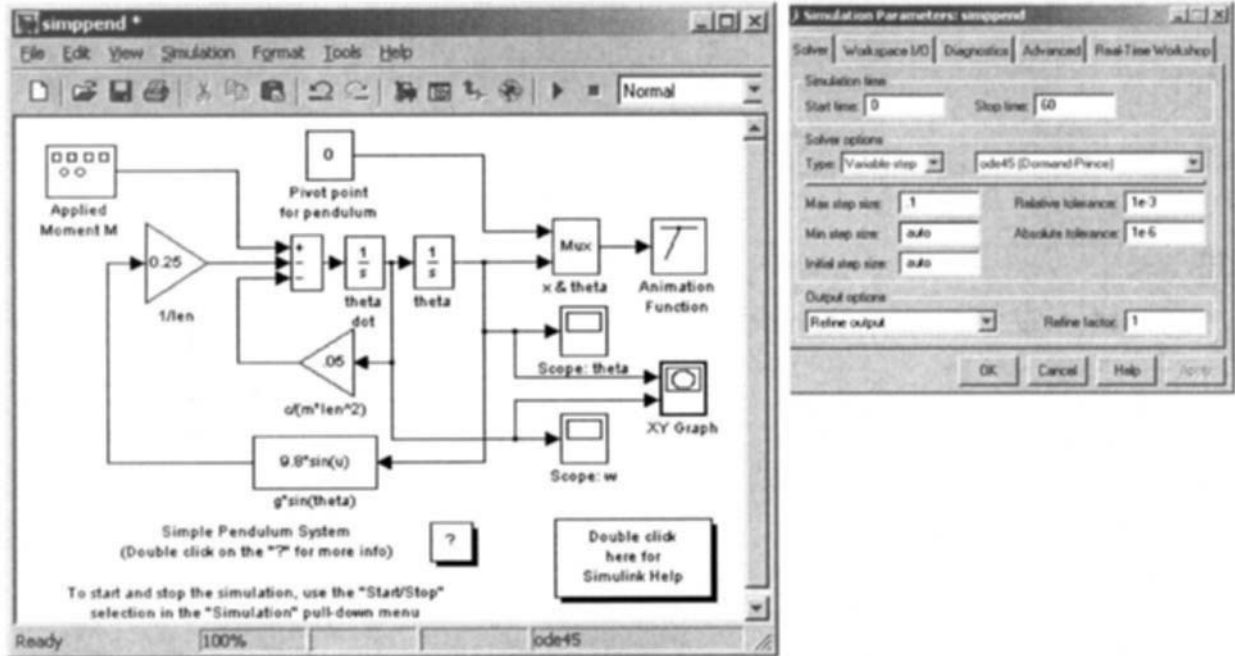 simppend *
File Edit View Simulation Format Tools Help
Normal
Applied
Moment M
0
Pivot point
for pendulum
0.25
1/len
+
−
−
1
s
theta
dot
1
s
theta
Mux
x & theta
Animation
Function
.05
c/(m*len^2)
Scope: theta
XY Graph
Scope: w
9.8*sin(u)
g*sin(theta)
Simple Pendulum System
(Double click on the "?" for more info)
?
Double click
here for
Simulink Help
To start and stop the simulation, use the "Start/Stop"
selection in the "Simulation" pull-down menu
Ready 100% ode45
Simulation Parameters: simppend
Solver Workspace I/O Diagnostics Advanced Real-Time Workshop
Simulation time
Start time: 0 Stop time: 60
Solver options
Type: Variable-step ode45 (Dormand-Prince)
Max step size: .1 Relative tolerance: 1e-3
Min step size: auto Absolute tolerance: 1e-6
Initial step size: auto
Output options
Refine output Refine factor: 1
OK Cancel Help Apply